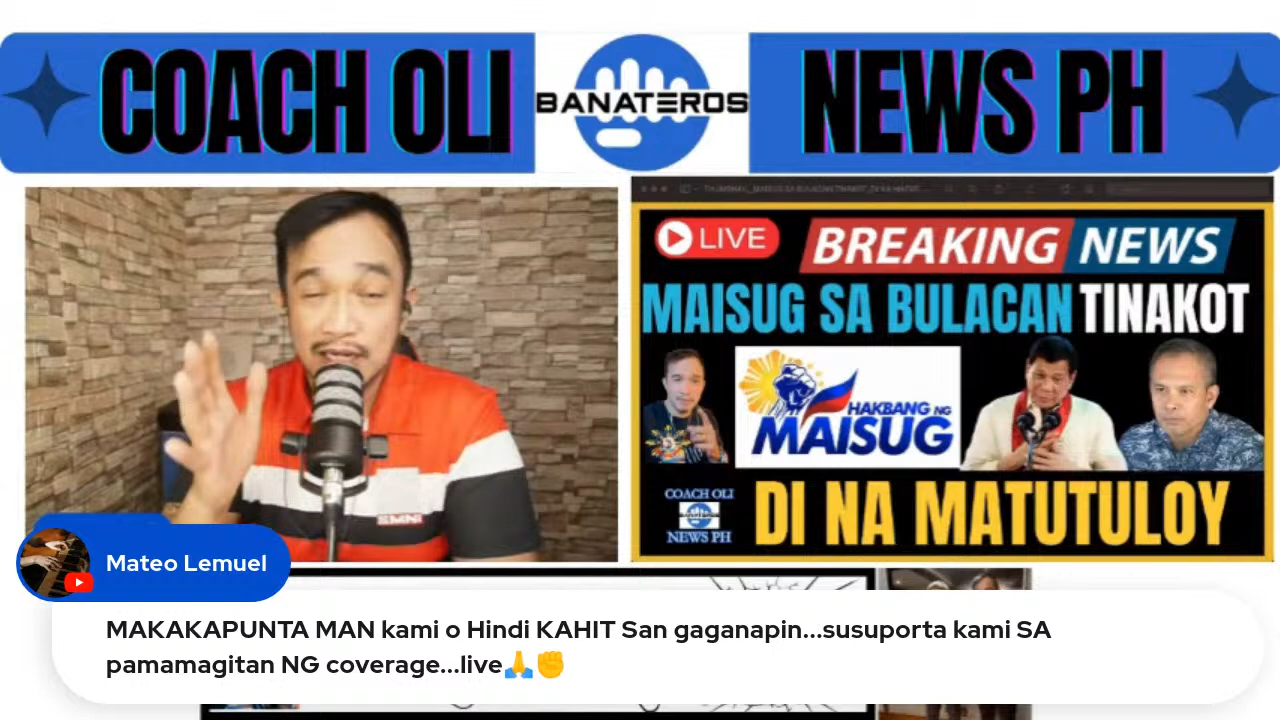 COACH OLI
BANATEROS
NEWS PH
LIVE
BREAKING NEWS
MAISUG SA BULACAN TINAKOT
HAKBANG NG
MAISUG
COACH OLI
NEWS PH
DI NA MATUTULOY
SMNI
Mateo Lemuel
MAKAKAPUNTA MAN kami o Hindi KAHIT San gaganapin...susuporta kami SA
pamamagitan NG coverage...live🙏✊